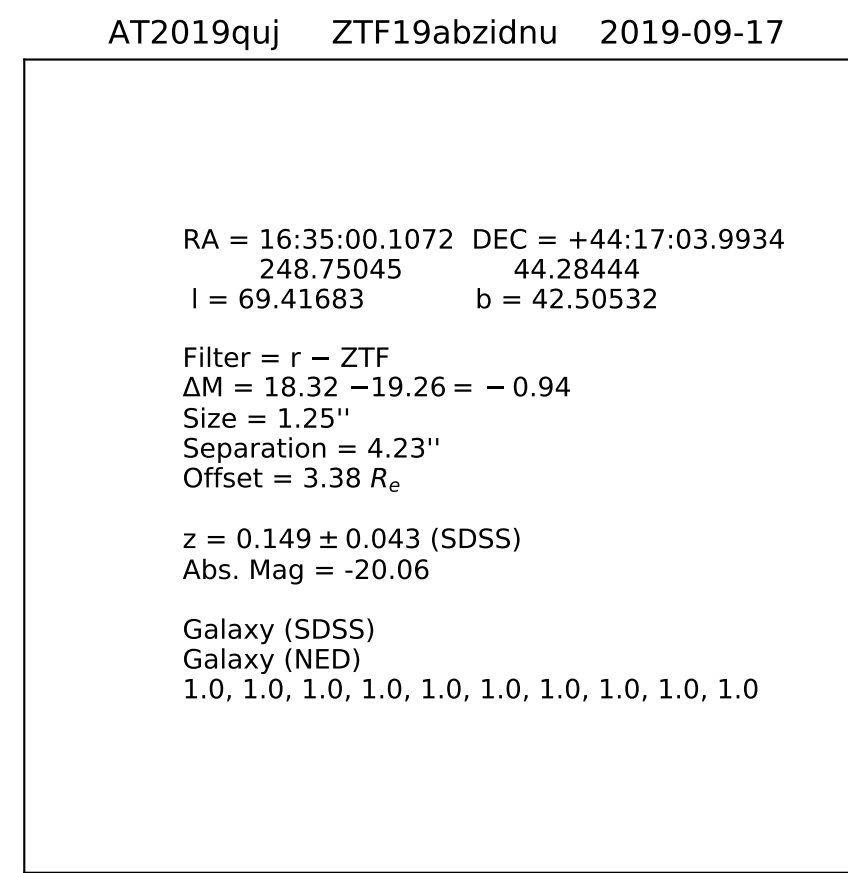 AT2019quj ZTF19abzidnu 2019-09-17
RA = 16:35:00.1072 DEC = +44:17:03.9934
248.75045 44.28444
l = 69.41683 b = 42.50532
Filter = r − ZTF
ΔM = 18.32 −19.26 = − 0.94
Size = 1.25''
Separation = 4.23''
Offset = 3.38 Re
z = 0.149 ± 0.043 (SDSS)
Abs. Mag = -20.06
Galaxy (SDSS)
Galaxy (NED)
1.0, 1.0, 1.0, 1.0, 1.0, 1.0, 1.0, 1.0, 1.0, 1.0